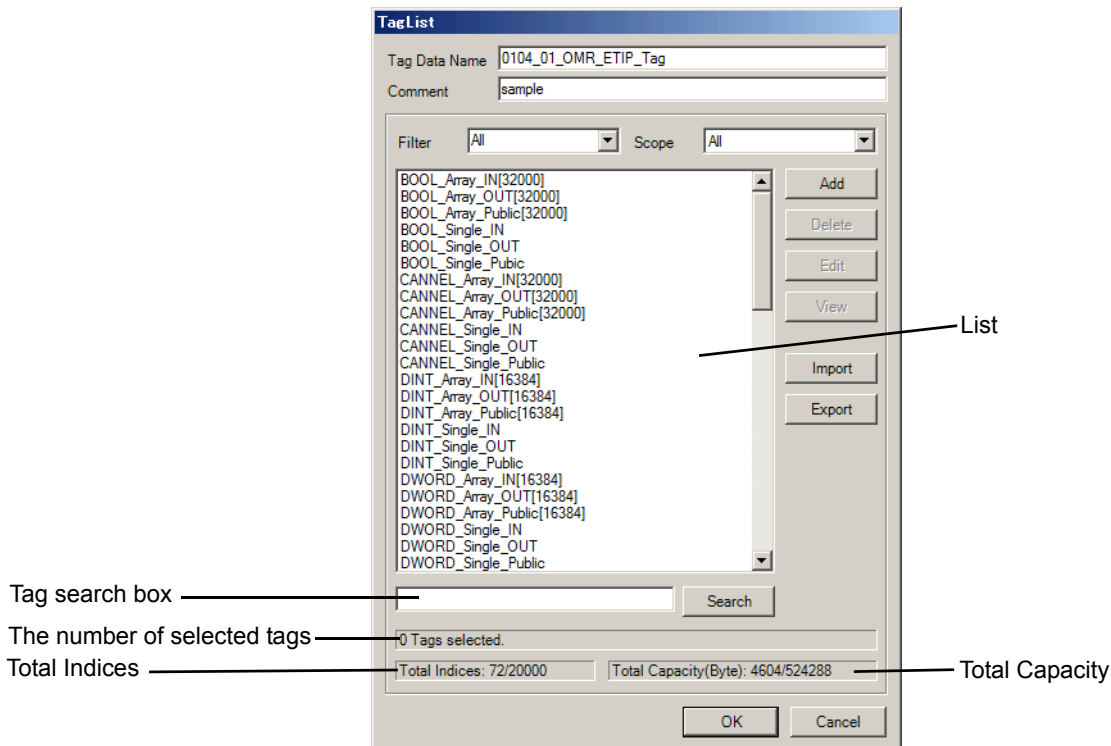 TagList
Tag Data Name 0104_01_OMR_ETIP_Tag
Comment sample
Filter All Scope All
BOOL_Array_IN[32000]
BOOL_Array_OUT[32000]
BOOL_Array_Public[32000]
BOOL_Single_IN
BOOL_Single_OUT
BOOL_Single_Pubic
CANNEL_Array_IN[32000]
CANNEL_Array_OUT[32000]
CANNEL_Array_Public[32000]
CANNEL_Single_IN
CANNEL_Single_OUT
CANNEL_Single_Public
DINT_Array_IN[16384]
DINT_Array_OUT[16384]
DINT_Array_Public[16384]
DINT_Single_IN
DINT_Single_OUT
DINT_Single_Public
DWORD_Array_IN[16384]
DWORD_Array_OUT[16384]
DWORD_Array_Public[16384]
DWORD_Single_IN
DWORD_Single_OUT
DWORD_Single_Public
Add
Delete
Edit
View
Import
Export
List
Tag search box
Search
The number of selected tags
0 Tags selected.
Total Indices
Total Indices: 72/20000
Total Capacity(Byte): 4604/524288
Total Capacity
OK
Cancel